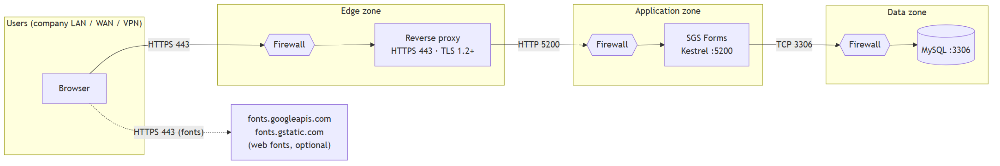 Users (company LAN / WAN / VPN)
Browser
HTTPS 443
HTTPS 443 (fonts)
Edge zone
Firewall
Reverse proxy
HTTPS 443 · TLS 1.2+
fonts.googleapis.com
fonts.gstatic.com
(web fonts, optional)
HTTP 5200
Application zone
Firewall
SGS Forms
Kestrel :5200
TCP 3306
Data zone
Firewall
MySQL :3306